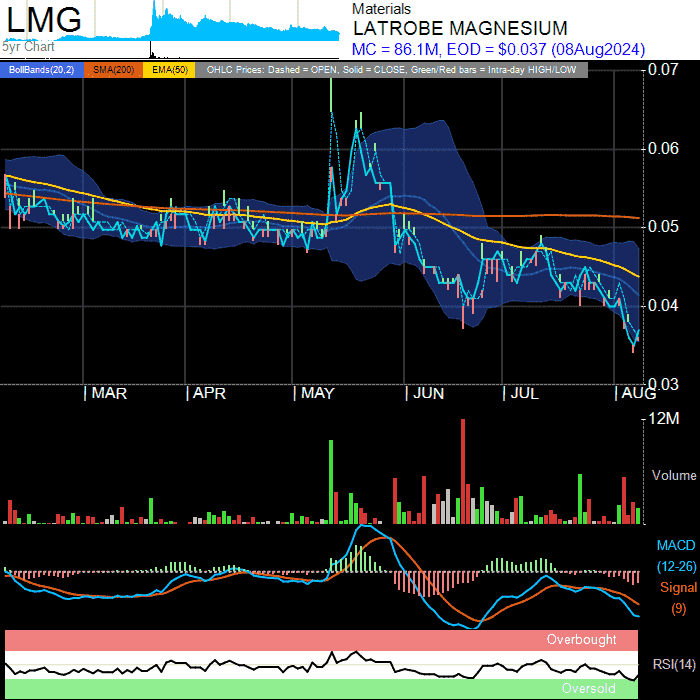 LMG
5yr Chart
Materials
LATROBE MAGNESIUM
MC = 86.1M, EOD = $0.037 (08Aug2024)
BollBands(20,2) SMA(200) EMA(50) OHLC Prices: Dashed = OPEN, Solid = CLOSE, Green/Red bars = Intra-day HIGH/LOW
0.07
0.06
0.05
0.04
0.03
| MAR | APR | MAY | JUN | JUL | AUG
12M
Volume
MACD
(12-26)
Signal
(9)
Overbought
RSI(14)
Oversold